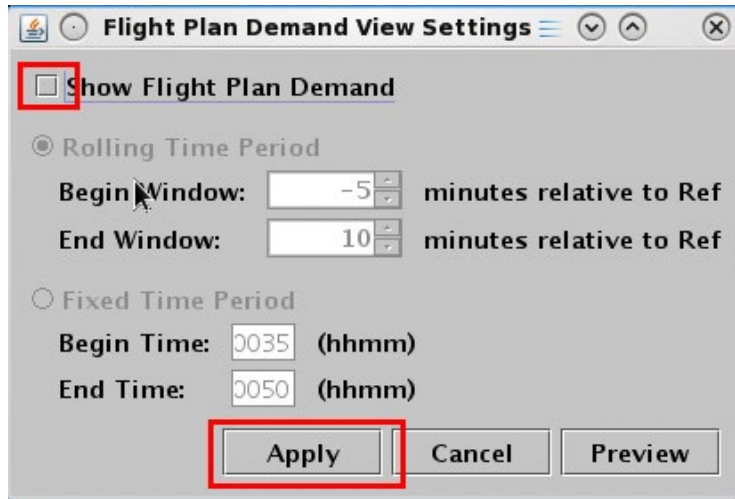 Flight Plan Demand View Settings
Show Flight Plan Demand
Rolling Time Period
Begin Window: -5 minutes relative to Ref
End Window: 10 minutes relative to Ref
Fixed Time Period
Begin Time: 0035 (hhmm)
End Time: 0050 (hhmm)
Apply Cancel Preview